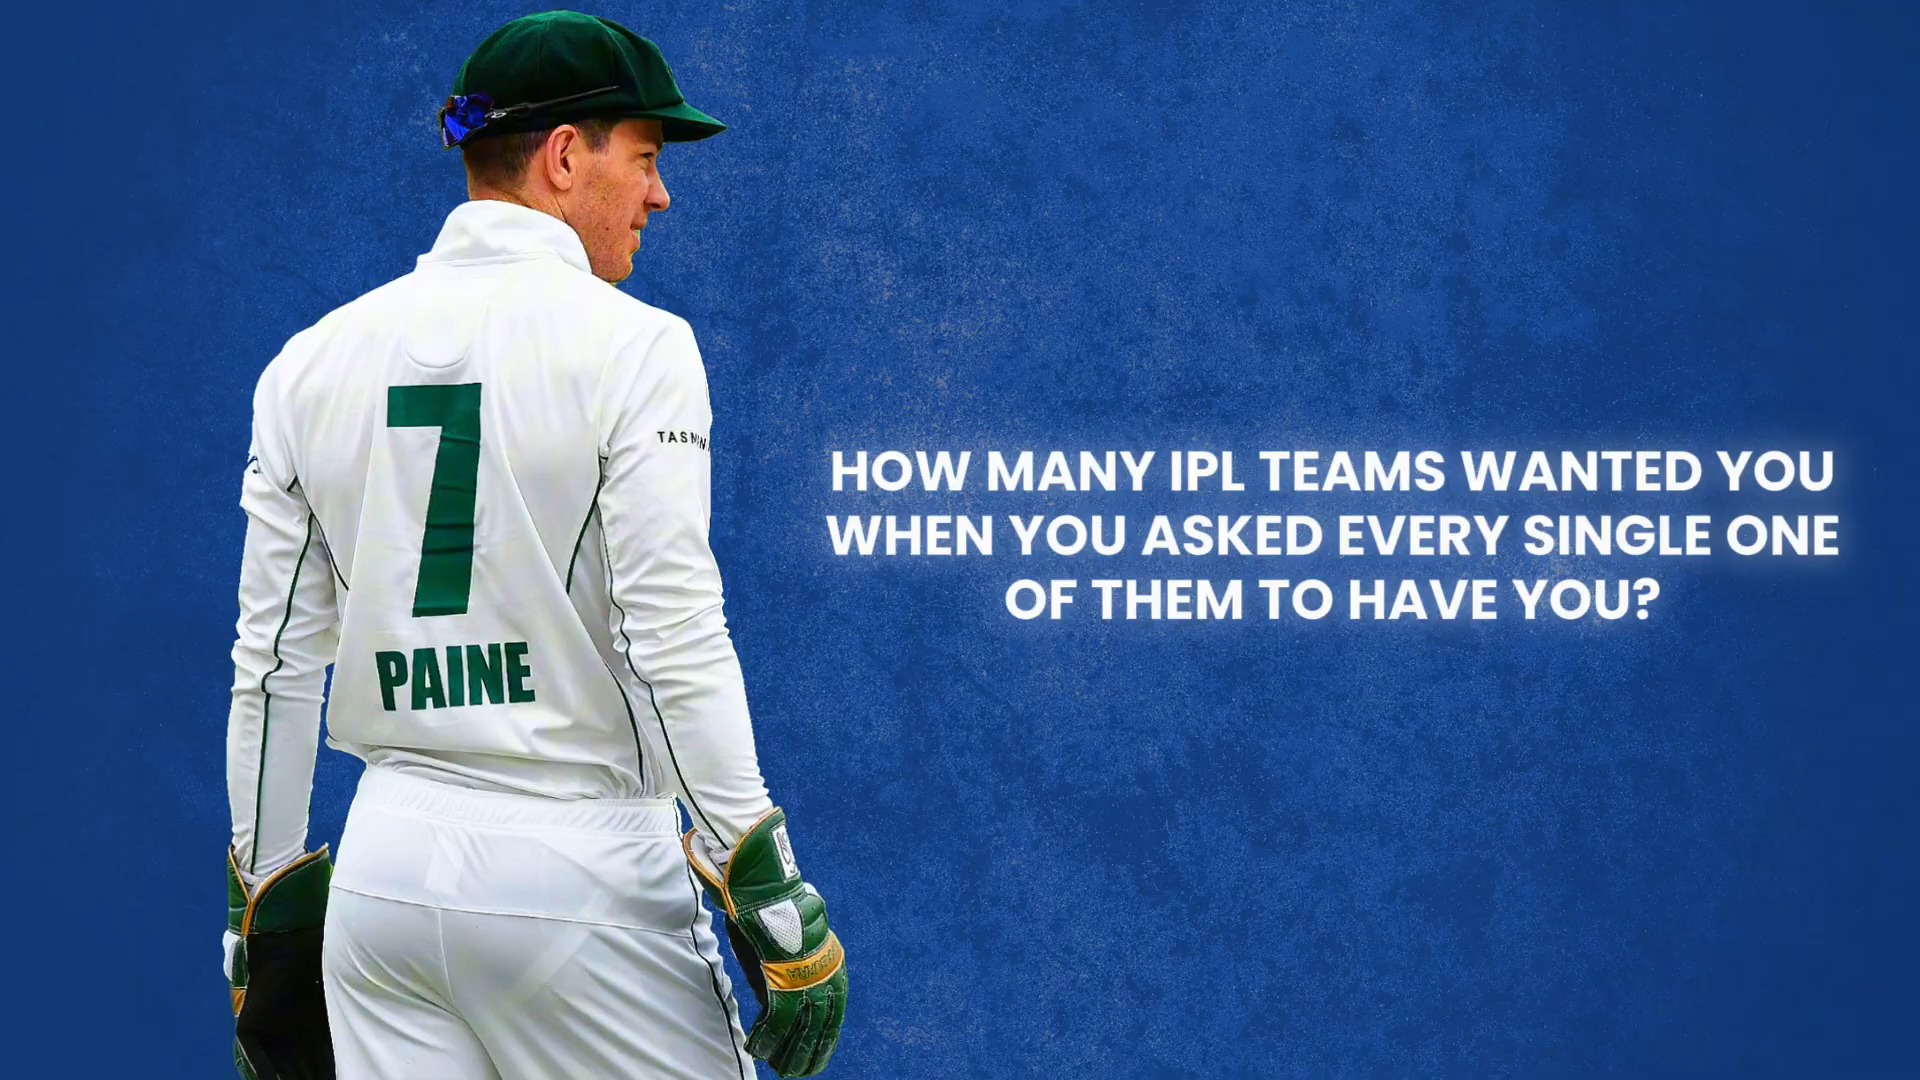 7
PAINE
HOW MANY IPL TEAMS WANTED YOU
WHEN YOU ASKED EVERY SINGLE ONE
OF THEM TO HAVE YOU?